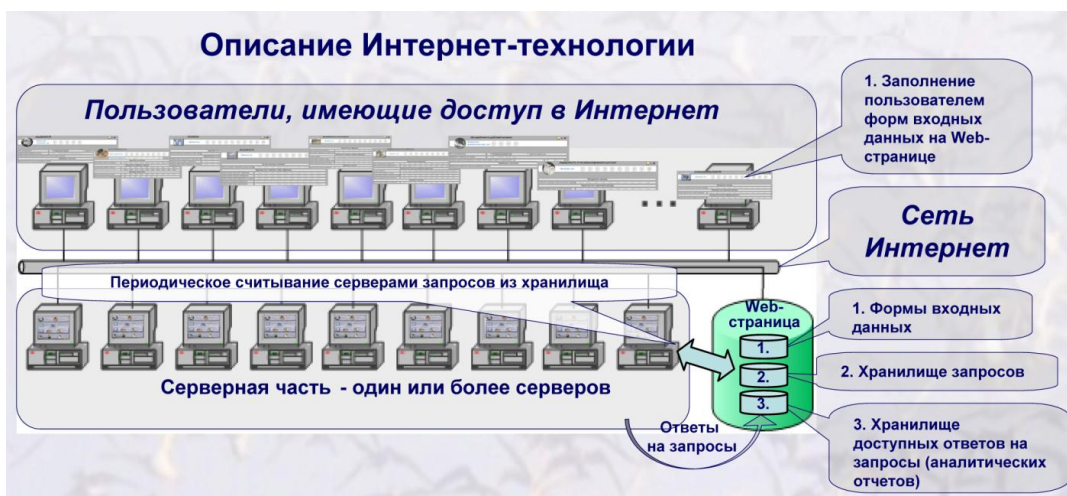 Описание Интернет-технологии
Пользователи, имеющие доступ в Интернет
1. Заполнение
пользователем
форм входных
данных на Web-
странице
Сеть
Интернет
Периодическое считывание серверами запросов из хранилища
Web-
страница
1.
2.
3.
1. Формы входных
данных
2. Хранилище запросов
3. Хранилище
доступных ответов на
запросы (аналитических
отчетов)
Серверная часть - один или более серверов
Ответы
на запросы